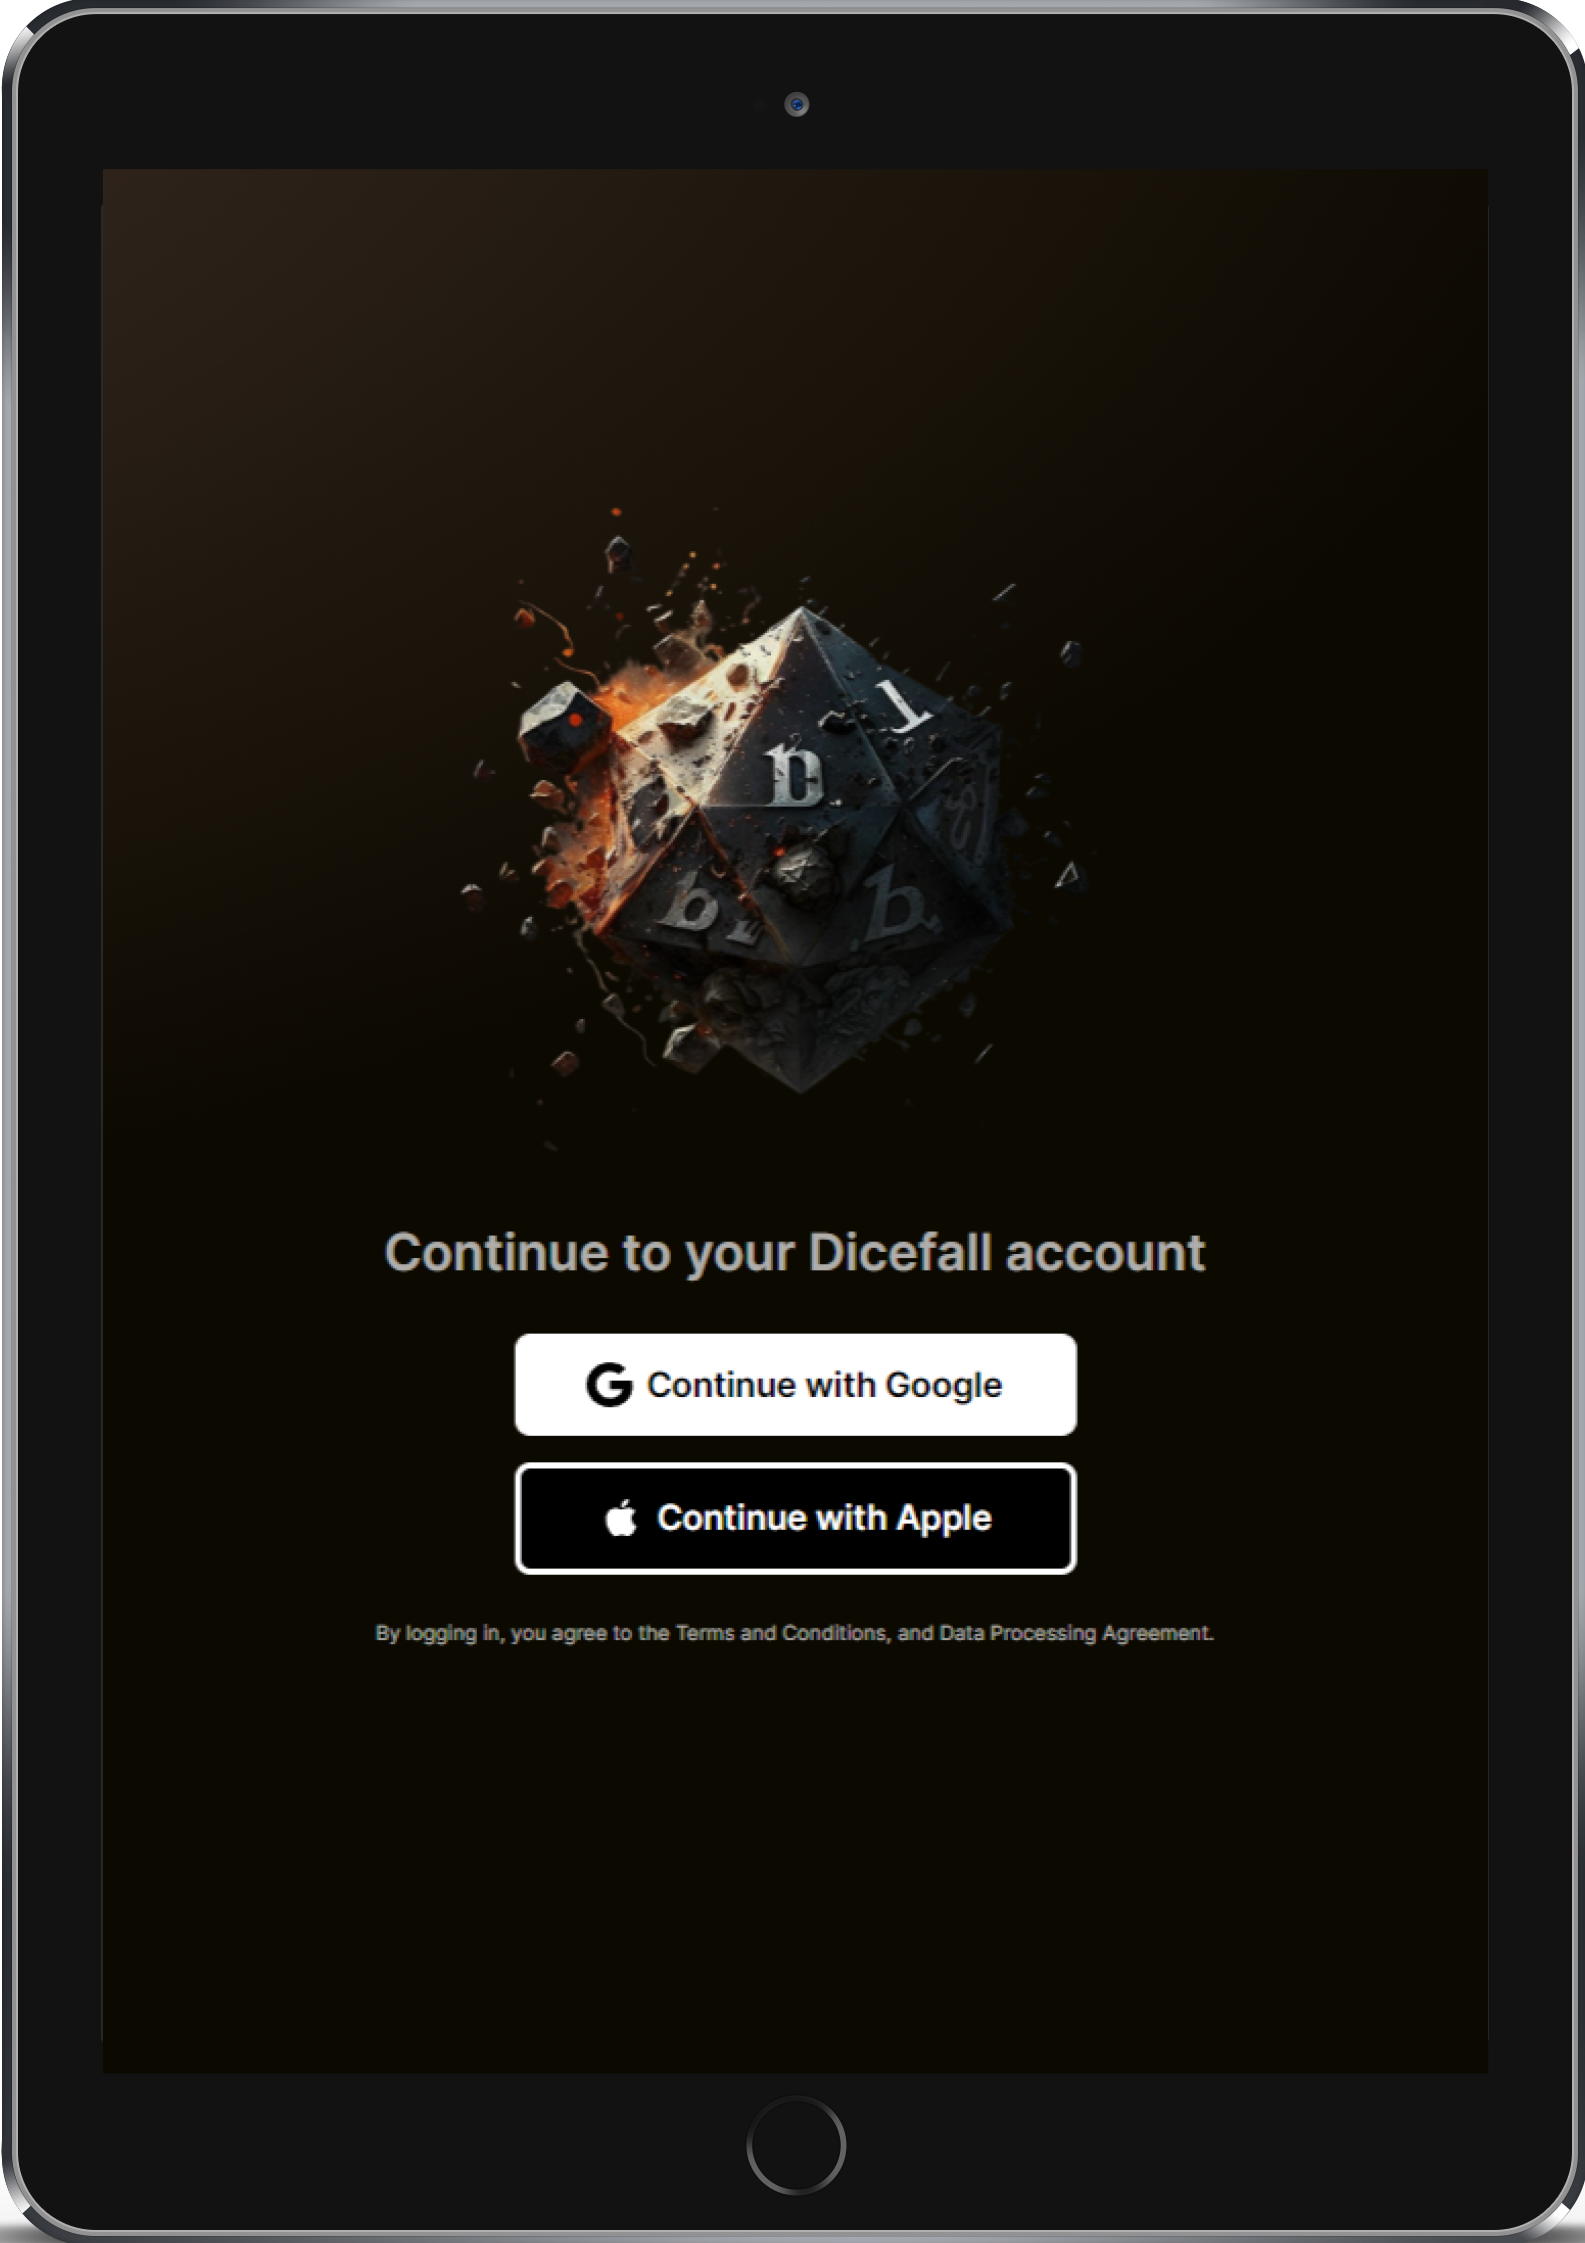 Continue to your Dicefall account
Continue with Google
Continue with Apple
By logging in, you agree to the Terms and Conditions, and Data Processing Agreement.